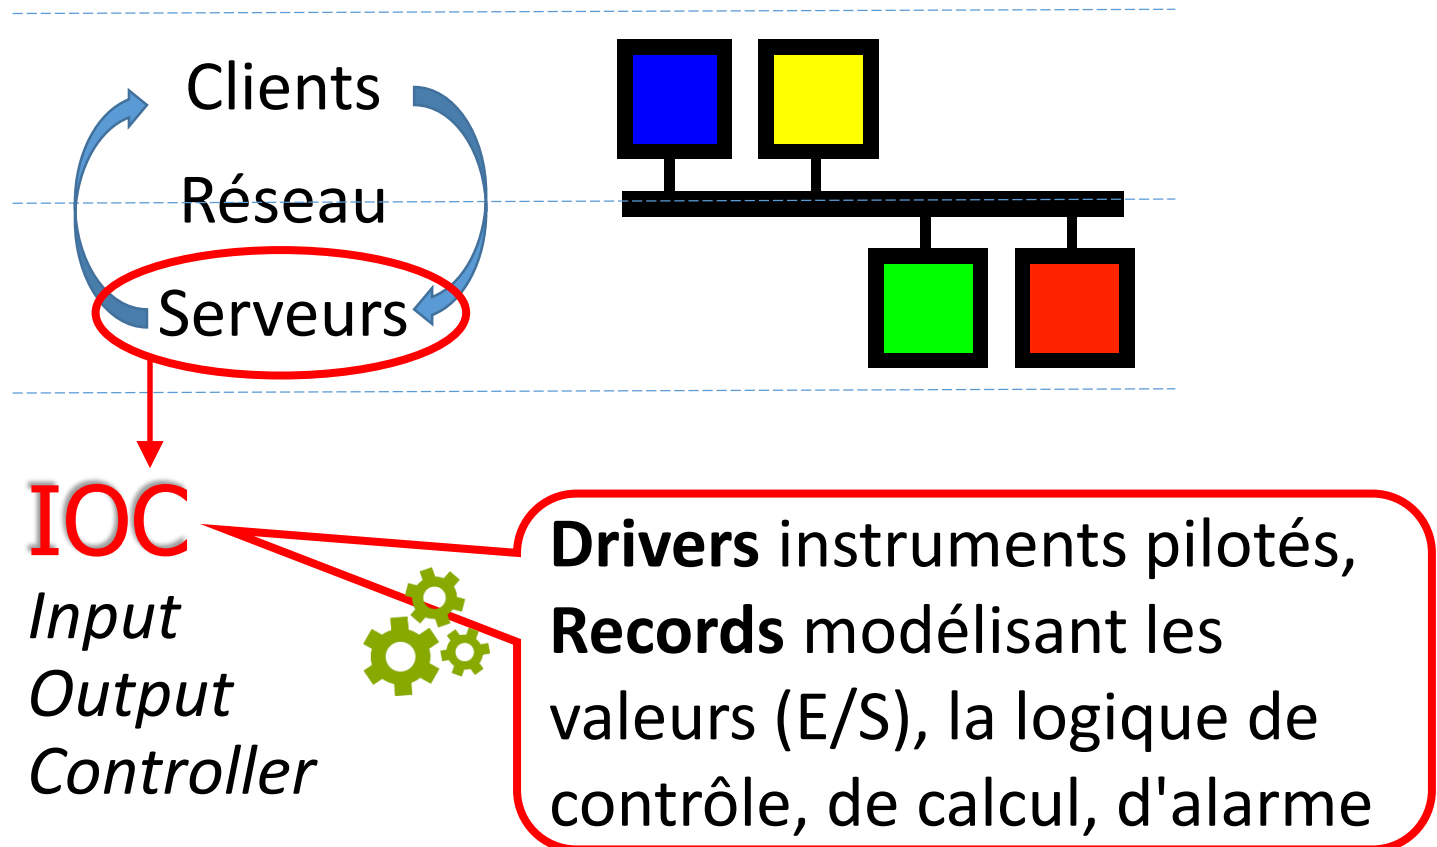 Clients
Réseau
Serveurs
IOC
Input
Output
Controller
Drivers instruments pilotés,
Records modélisant les
valeurs (E/S), la logique de
contrôle, de calcul, d'alarme